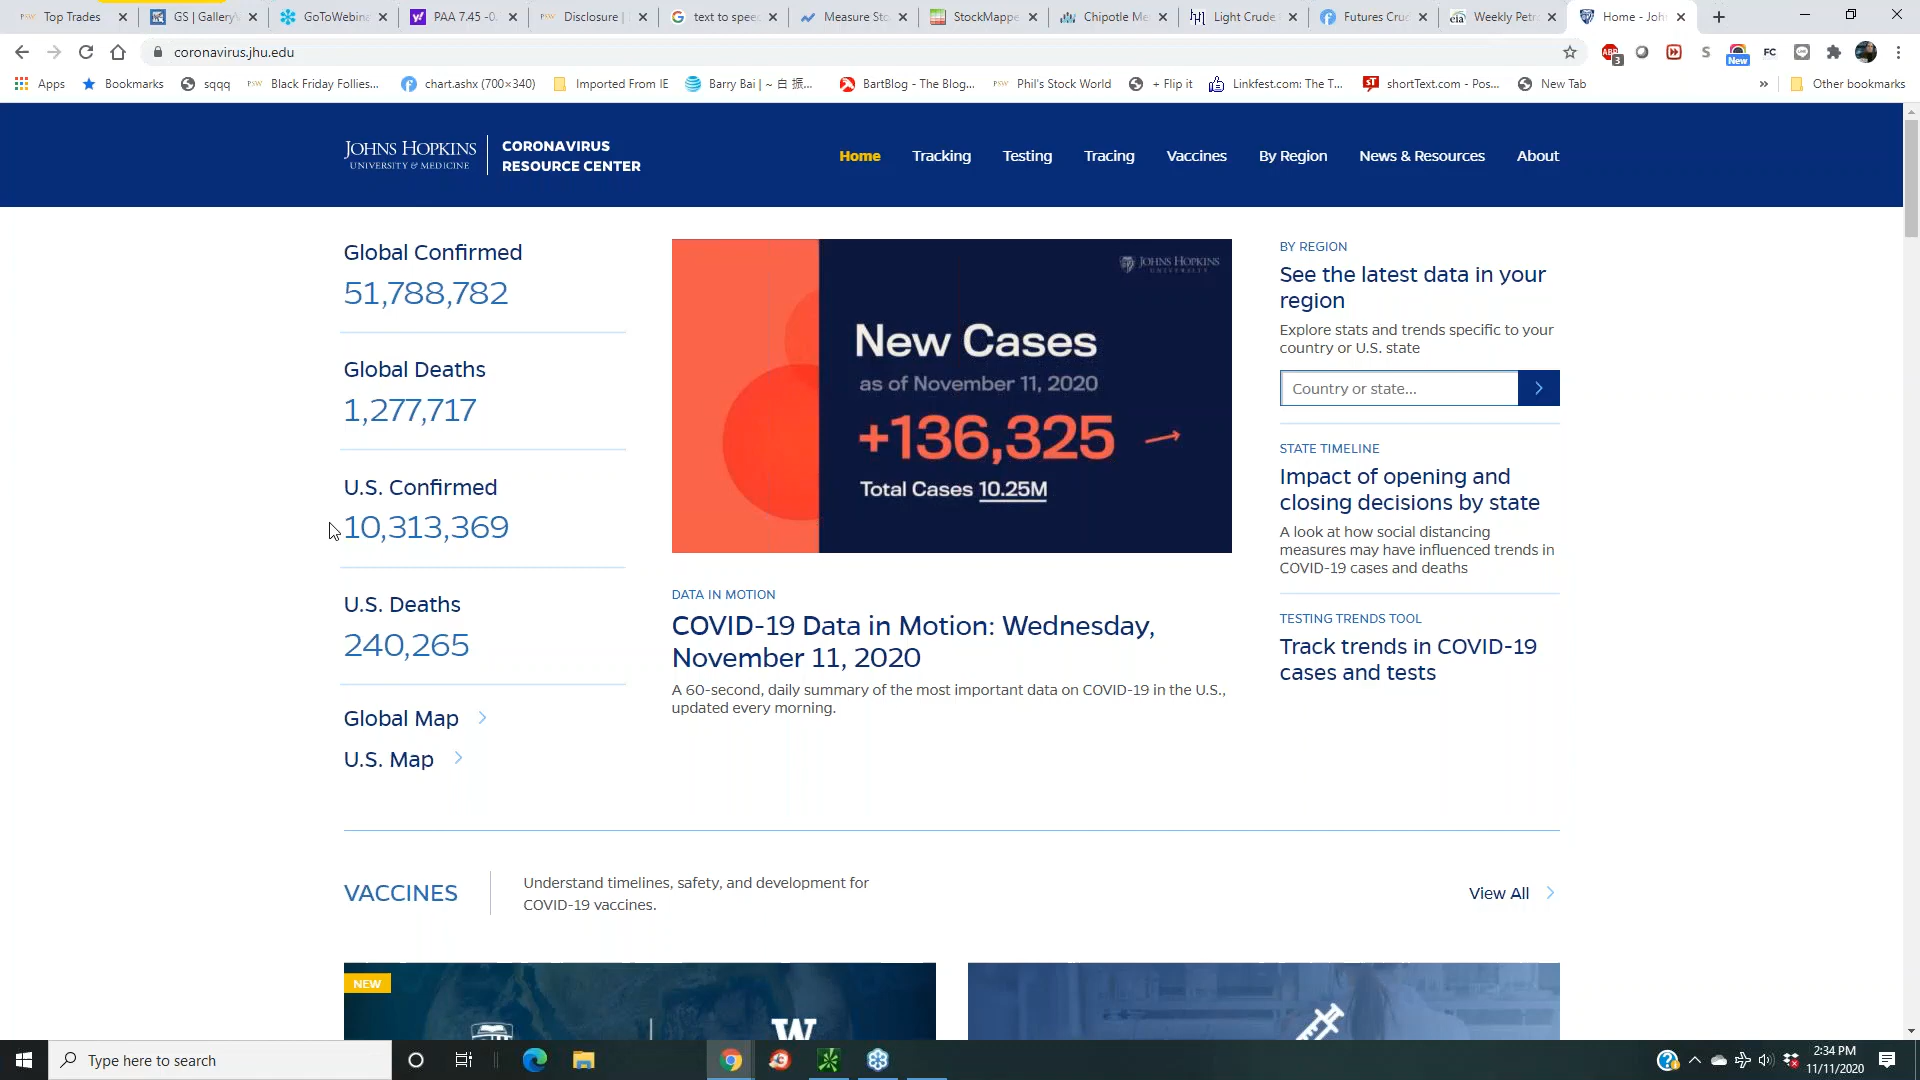 Top Trades
GS | Gallery
GoToWebina
PAA 7.45 -0.
Disclosure |
text to spee
Measure Sto
StockMappe
Chipotle Me
Light Crude
Futures Cru
Weekly Petr
Home - Joh
coronavirus.jhu.edu
ABP
3
New
FC
Apps
Bookmarks
sqqq
Black Friday Follies...
chart.ashx (700×340)
Imported From IE
Barry Bai | ~ 白 振...
BartBlog - The Blog...
Phil's Stock World
+ Flip it
Linkfest.com: The T...
shortText.com - Pos...
New Tab
»
Other bookmarks
JOHNS HOPKINS
UNIVERSITY & MEDICINE
CORONAVIRUS
RESOURCE CENTER
Home
Tracking
Testing
Tracing
Vaccines
By Region
News & Resources
About
Global Confirmed
51,788,782
Global Deaths
1,277,717
U.S. Confirmed
10,313,369
U.S. Deaths
240,265
Global Map
U.S. Map
JOHNS HOPKINS
UNIVERSITY
New Cases
as of November 11, 2020
+136,325
Total Cases 10.25M
DATA IN MOTION
COVID-19 Data in Motion: Wednesday,
November 11, 2020
A 60-second, daily summary of the most important data on COVID-19 in the U.S.,
updated every morning.
BY REGION
See the latest data in your
region
Explore stats and trends specific to your
country or U.S. state
Country or state...
STATE TIMELINE
Impact of opening and
closing decisions by state
A look at how social distancing
measures may have influenced trends in
COVID-19 cases and deaths
TESTING TRENDS TOOL
Track trends in COVID-19
cases and tests
VACCINES
Understand timelines, safety, and development for
COVID-19 vaccines.
View All
NEW
W
Type here to search
2:34 PM
11/11/2020